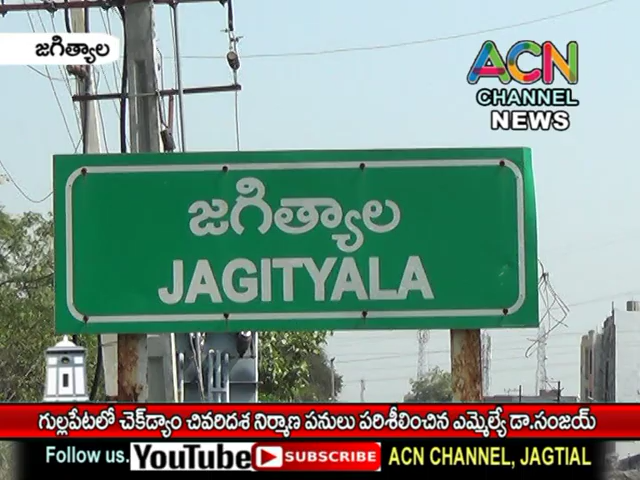 జగిత్యాల
ACN
CHANNEL
NEWS
జగిత్యాల
JAGITYALA
గుల్లపేటలో చెక్‌డ్యాం చివరిదశ నిర్మాణ పనులు పరిశీలించిన ఎమ్మెల్యే డా.సంజయ్
Follow us. YouTube SUBSCRIBE ACN CHANNEL, JAGTIAL